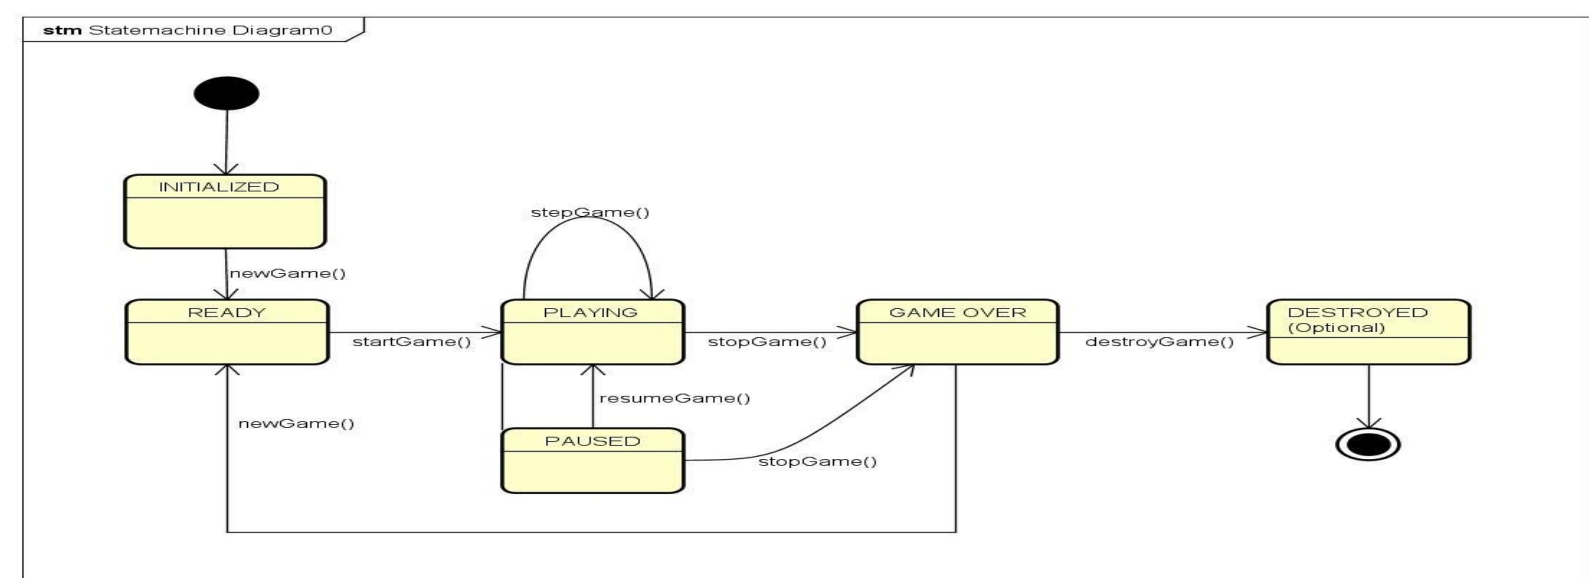 stm Statemachine Diagram0
INITIALIZED
stepGame()
newGame()
READY
PLAYING
GAME OVER
DESTROYED
(Optional)
startGame()
stopGame()
destroyGame()
resumeGame()
newGame()
PAUSED
stopGame()